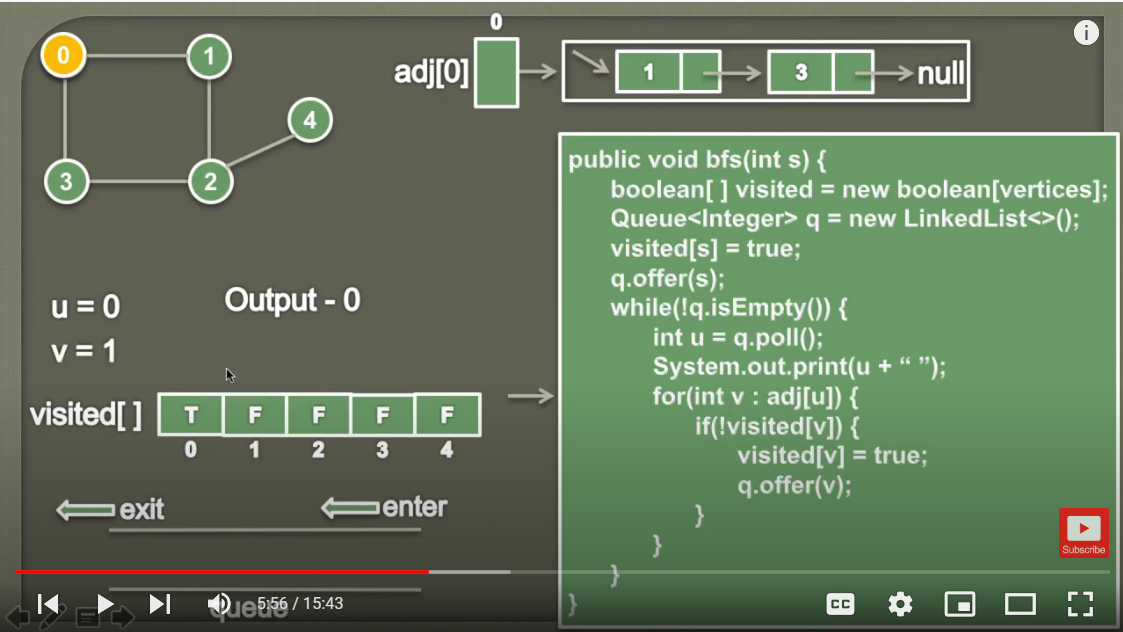 0
0
1
adj[0]
1
3
null
4
3
2
public void bfs(int s) {
boolean[ ] visited = new boolean[vertices];
Queue<Integer> q = new LinkedList<>();
visited[s] = true;
q.offer(s);
while(!q.isEmpty()) {
int u = q.poll();
System.out.print(u + “ ”);
for(int v : adj[u]) {
if(!visited[v]) {
visited[v] = true;
q.offer(v);
}
}
}
}
u = 0
Output - 0
v = 1
visited[ ]
T F F F F
0 1 2 3 4
exit
enter
queue
5:56 / 15:43
CC
Subscribe
i